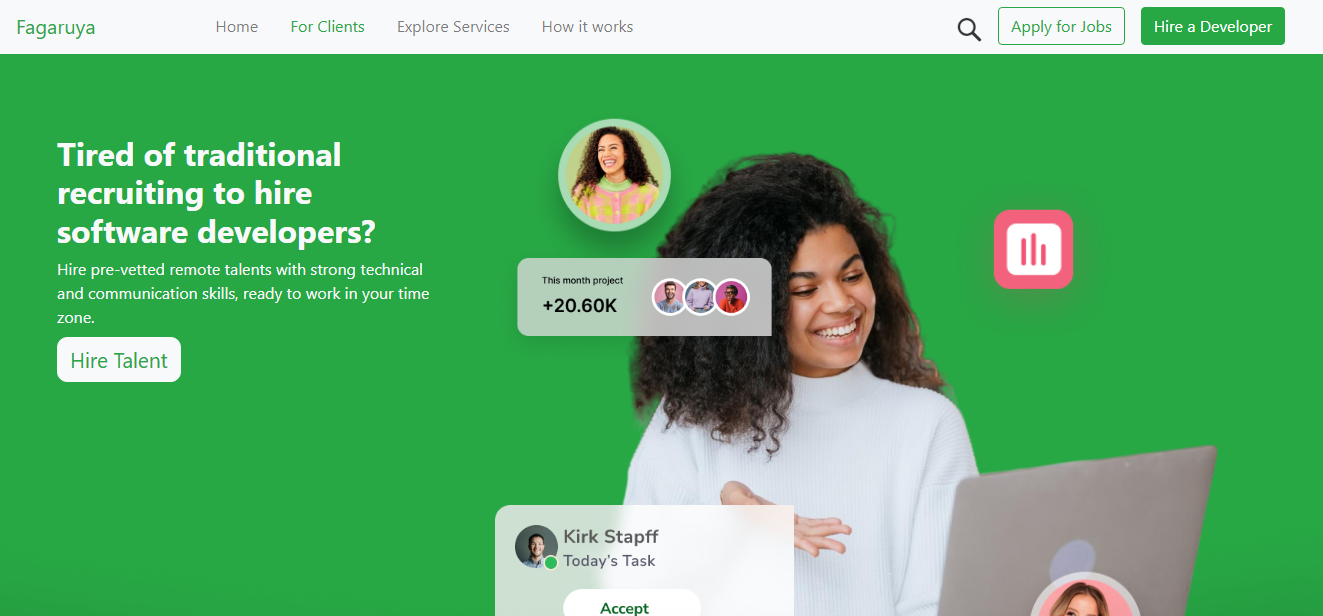 Fagaruya
Home
For Clients
Explore Services
How it works
Apply for Jobs
Hire a Developer
Tired of traditional
recruiting to hire
software developers?
Hire pre-vetted remote talents with strong technical
and communication skills, ready to work in your time
zone.
Hire Talent
This month project
+20.60K
Kirk Stapff
Today's Task
Accept